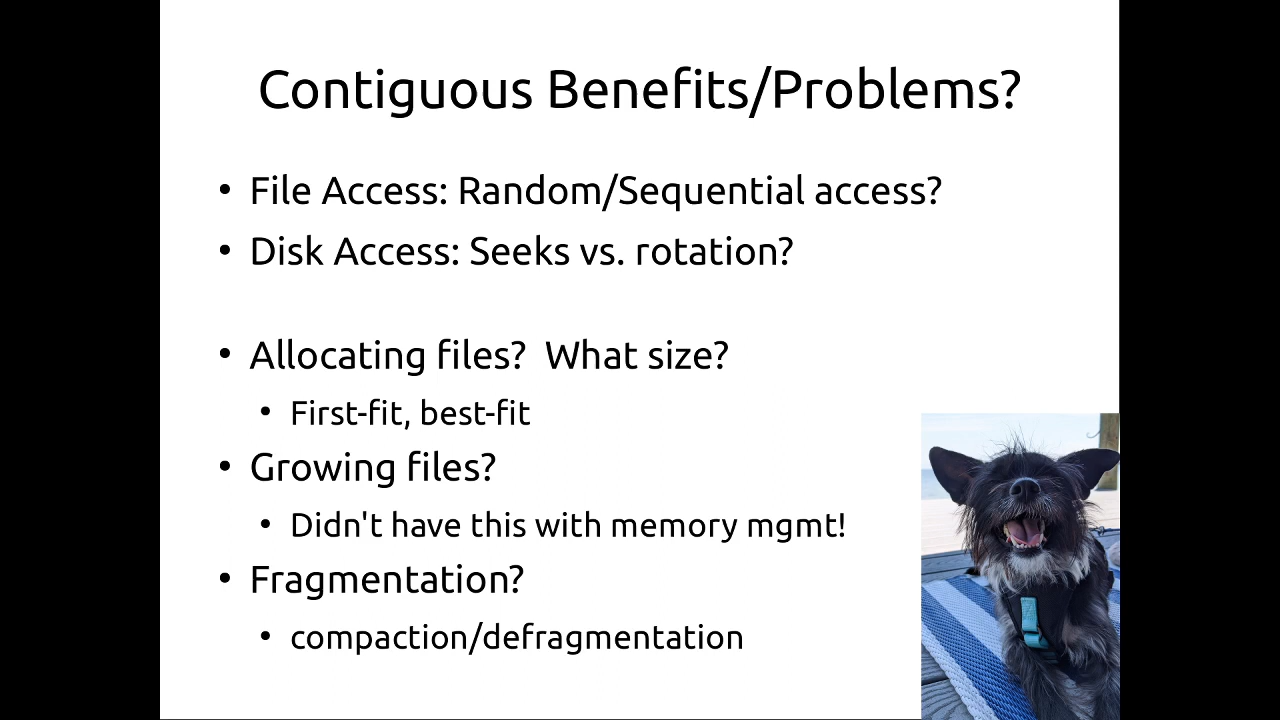 Contiguous Benefits/Problems?
• File Access: Random/Sequential access?
• Disk Access: Seeks vs. rotation?
• Allocating files?  What size?
• First-fit, best-fit
• Growing files?
• Didn't have this with memory mgmt!
• Fragmentation?
• compaction/defragmentation